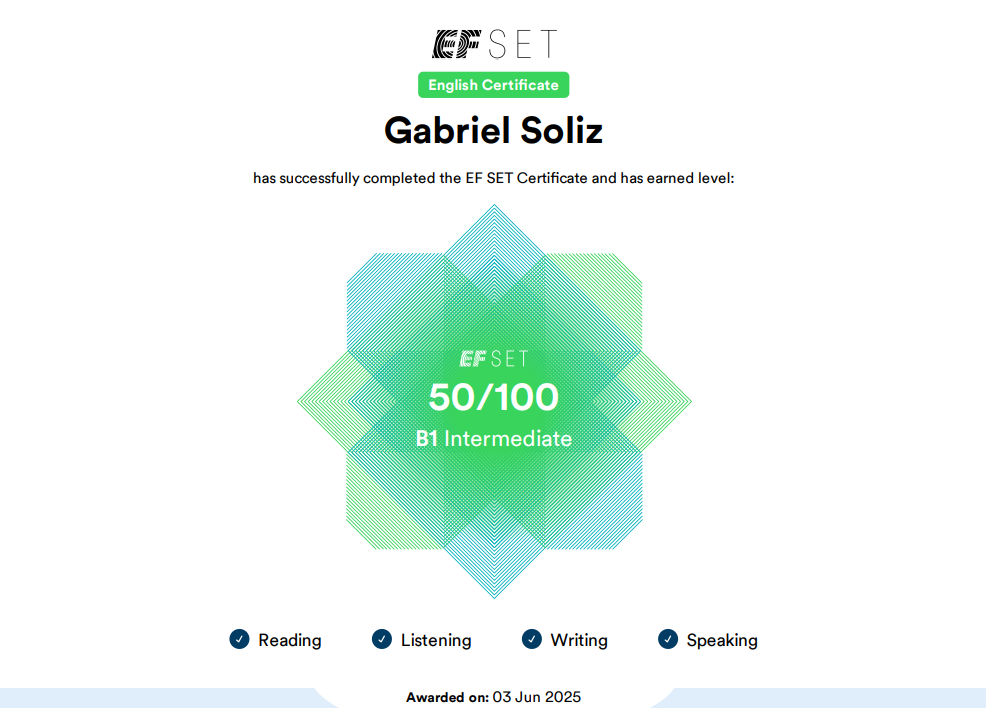 EF SET
English Certificate
Gabriel Soliz
has successfully completed the EF SET Certificate and has earned level:
EF SET
50/100
B1 Intermediate
Reading Listening Writing Speaking
Awarded on: 03 Jun 2025